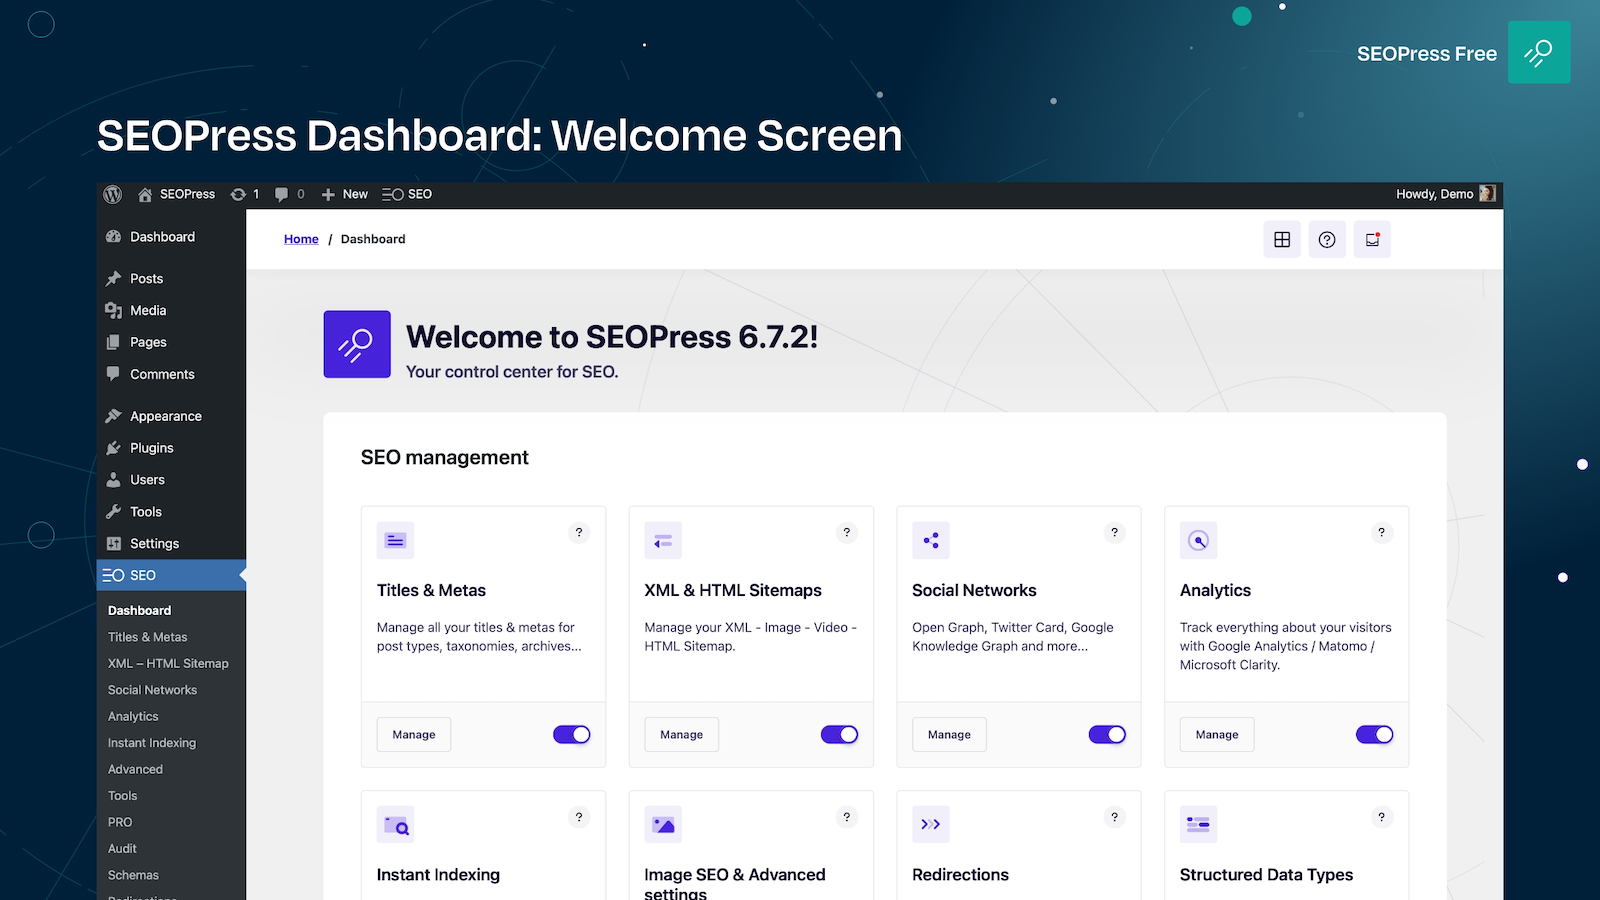 SEOPress Free
SEOPress Dashboard: Welcome Screen
SEOPress 1 0 New SEO Howdy, Demo
Dashboard
Posts
Media
Pages
Comments
Appearance
Plugins
Users
Tools
Settings
SEO
Dashboard
Titles & Metas
XML – HTML Sitemap
Social Networks
Analytics
Instant Indexing
Advanced
Tools
PRO
Audit
Schemas
Redirections
Home / Dashboard
Welcome to SEOPress 6.7.2!
Your control center for SEO.
SEO management
?
Titles & Metas
Manage all your titles & metas for
post types, taxonomies, archives...
Manage
?
XML & HTML Sitemaps
Manage your XML - Image - Video -
HTML Sitemap.
Manage
?
Social Networks
Open Graph, Twitter Card, Google
Knowledge Graph and more...
Manage
?
Analytics
Track everything about your visitors
with Google Analytics / Matomo /
Microsoft Clarity.
Manage
?
Instant Indexing
?
Image SEO & Advanced
settings
?
Redirections
?
Structured Data Types